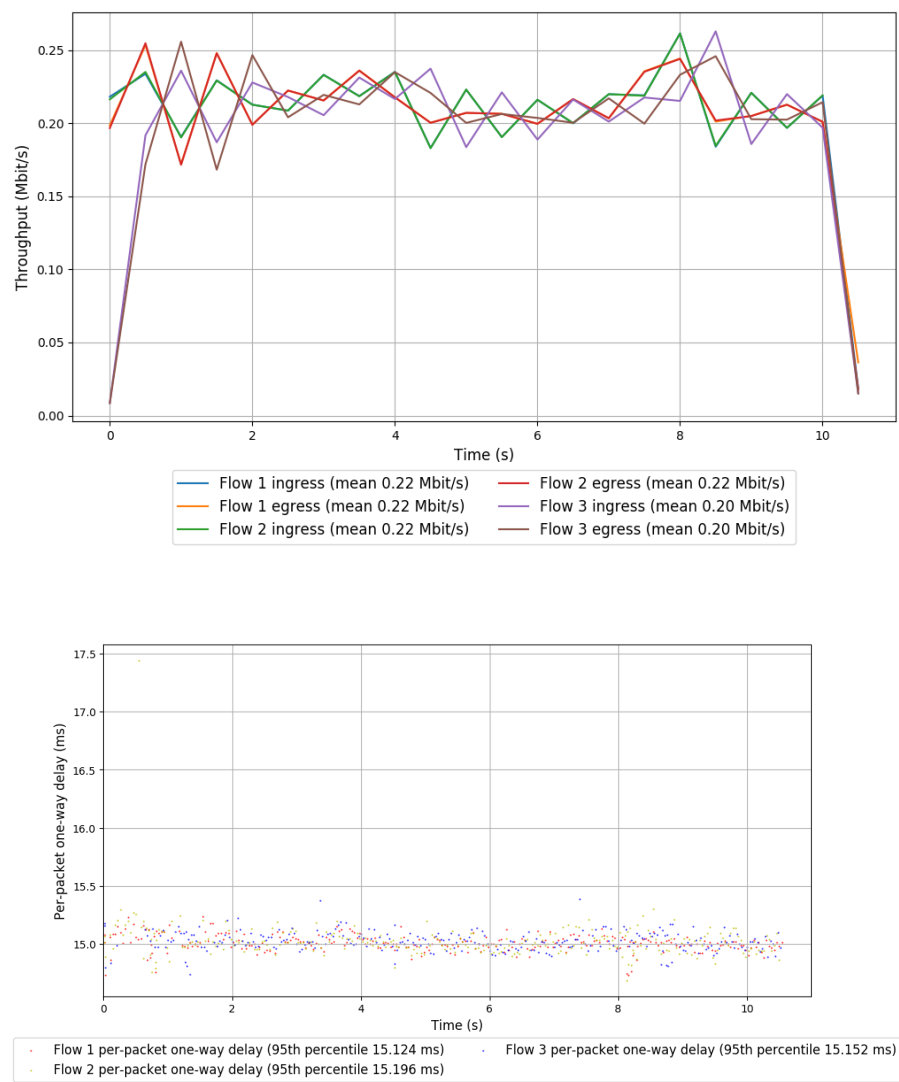 0.25
0.20
0.15
0.10
0.05
0.00
Throughput (Mbit/s)
0 2 4 6 8 10
Time (s)
Flow 1 ingress (mean 0.22 Mbit/s) Flow 2 egress (mean 0.22 Mbit/s)
Flow 1 egress (mean 0.22 Mbit/s) Flow 3 ingress (mean 0.20 Mbit/s)
Flow 2 ingress (mean 0.22 Mbit/s) Flow 3 egress (mean 0.20 Mbit/s)
17.5
17.0
16.5
16.0
15.5
15.0
Per-packet one-way delay (ms)
0 2 4 6 8 10
Time (s)
Flow 1 per-packet one-way delay (95th percentile 15.124 ms) Flow 3 per-packet one-way delay (95th percentile 15.152 ms)
Flow 2 per-packet one-way delay (95th percentile 15.196 ms)